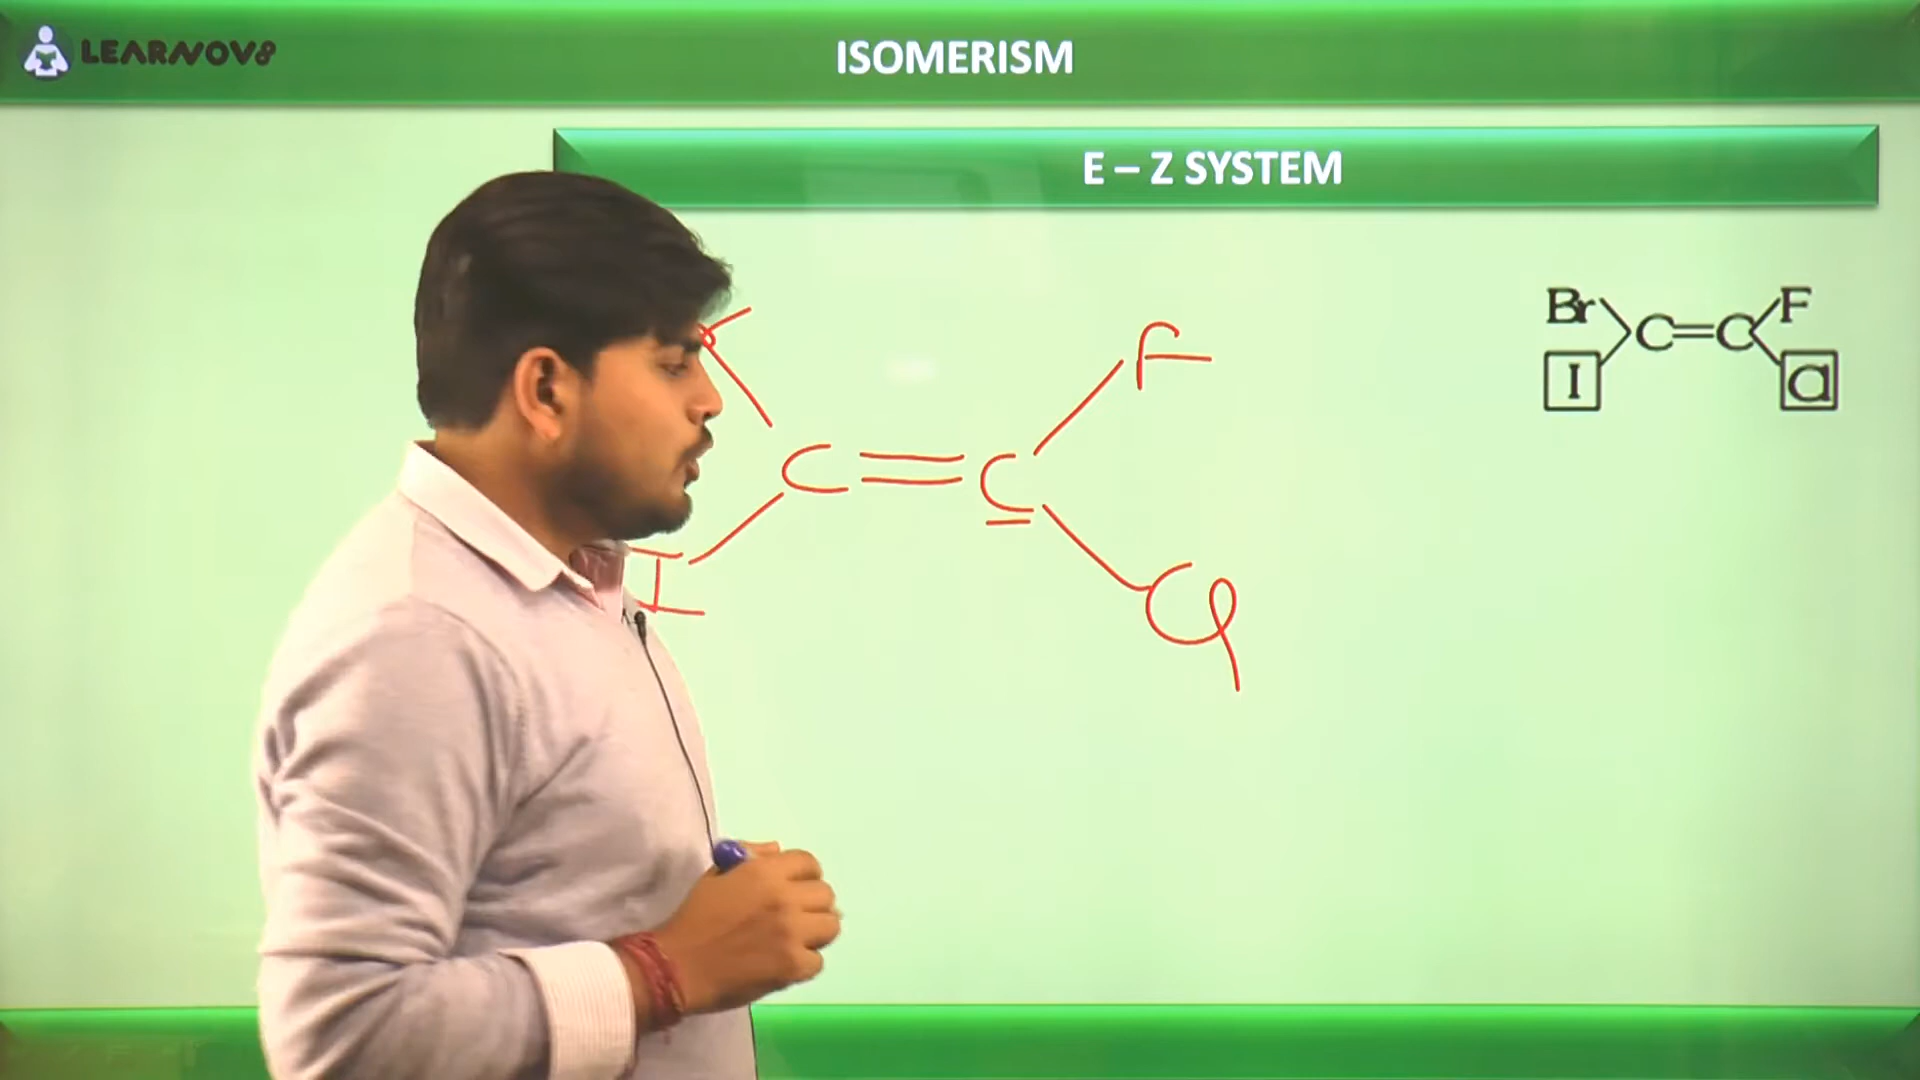 LEARNOV8
ISOMERISM
E – Z SYSTEM
Br F
C=C
I Cl
F
C = C
I Cl